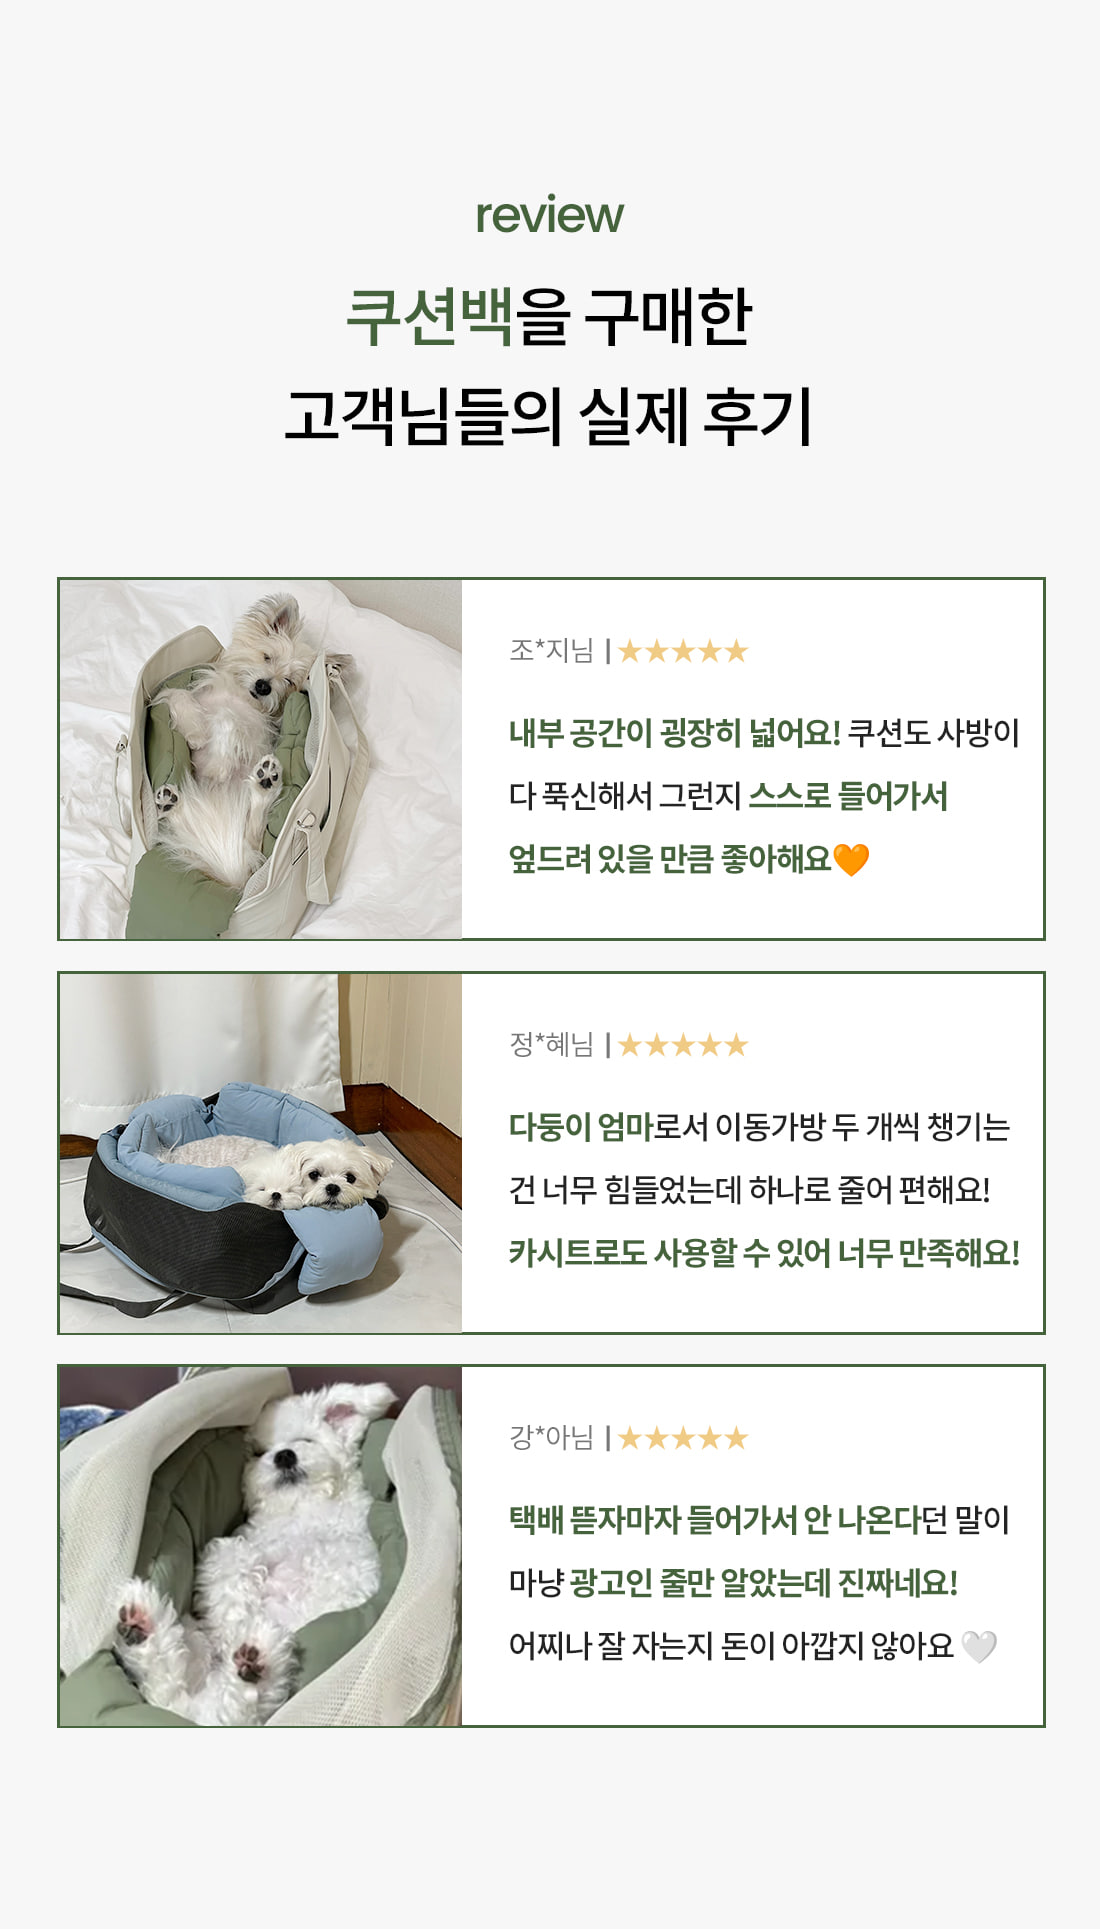 review
쿠션백을 구매한
고객님들의 실제 후기
조*지님 | ★★★★★
내부 공간이 굉장히 넓어요! 쿠션도 사방이
다 푹신해서 그런지 스스로 들어가서
엎드려 있을 만큼 좋아해요🧡
정*혜님 | ★★★★★
다둥이 엄마로서 이동가방 두 개씩 챙기는
건 너무 힘들었는데 하나로 줄어 편해요!
카시트로도 사용할 수 있어 너무 만족해요!
강*아님 | ★★★★★
택배 뜯자마자 들어가서 안 나온다던 말이
마냥 광고인 줄만 알았는데 진짜네요!
어찌나 잘 자는지 돈이 아깝지 않아요 🤍